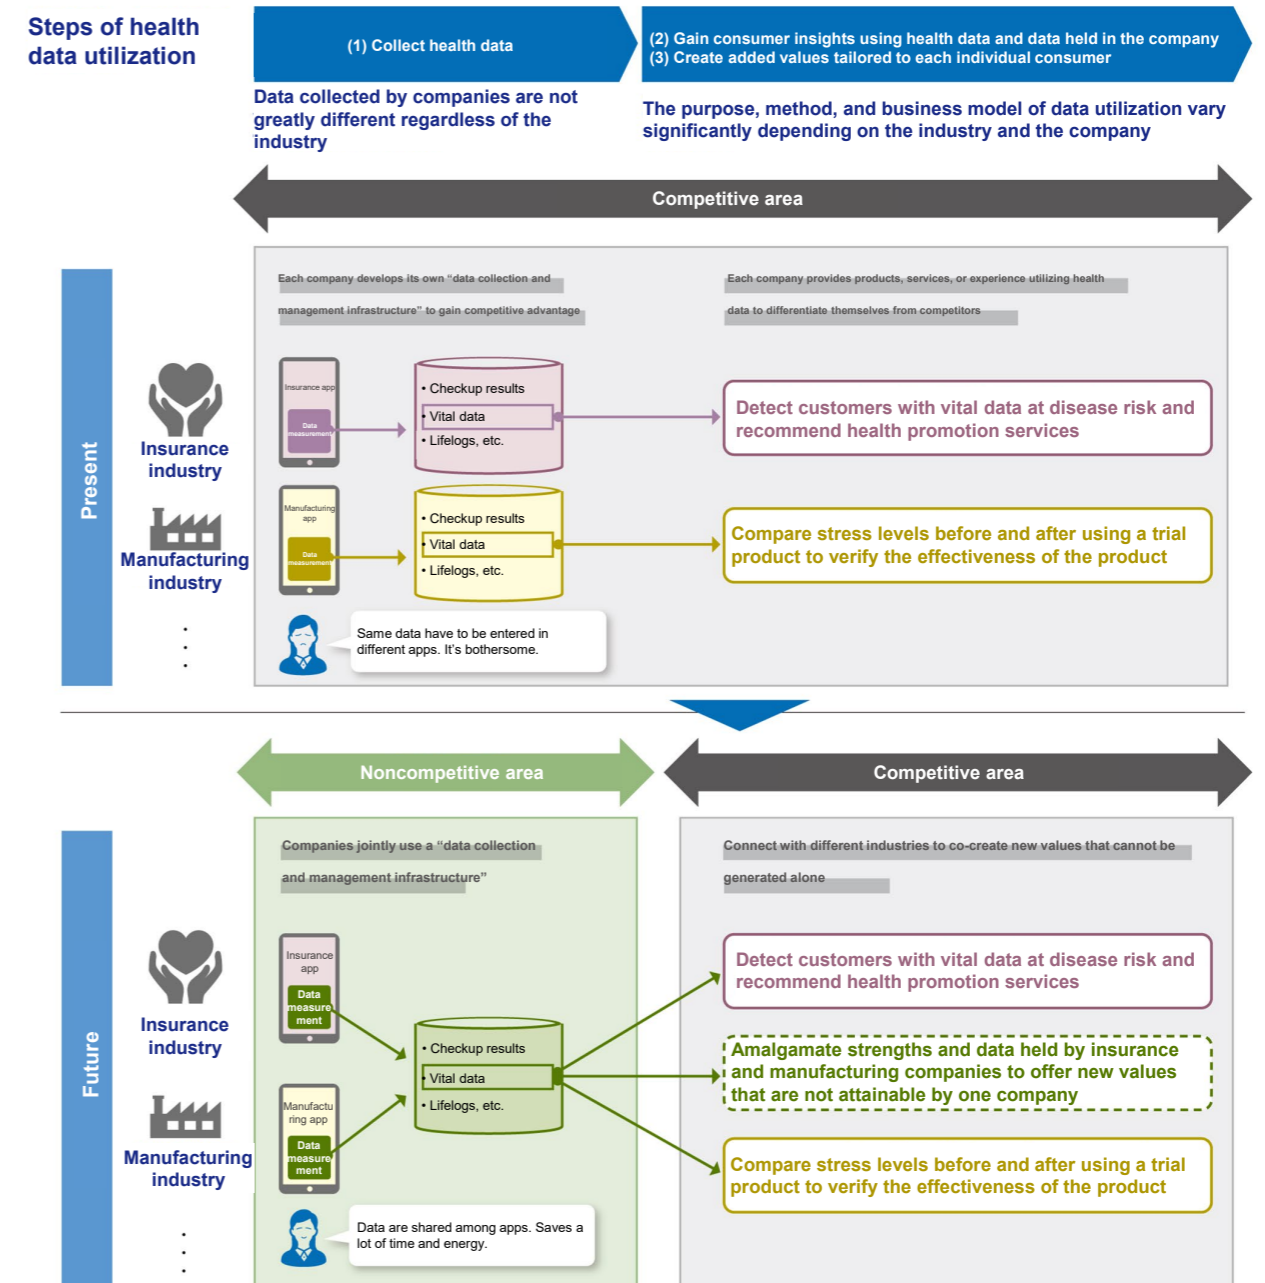 Steps of health
data utilization
(1) Collect health data
(2) Gain consumer insights using health data and data held in the company
(3) Create added values tailored to each individual consumer
Data collected by companies are not
greatly different regardless of the
industry
The purpose, method, and business model of data utilization vary
significantly depending on the industry and the company
Competitive area
Present
Each company develops its own “data collection and
management infrastructure” to gain competitive advantage
Each company provides products, services, or experience utilizing health
data to differentiate themselves from competitors
Insurance
industry
Insurance app
Data
measurement
• Checkup results
• Vital data
• Lifelogs, etc.
Detect customers with vital data at disease risk and
recommend health promotion services
Manufacturing
industry
Manufacturing
app
Data
measurement
• Checkup results
• Vital data
• Lifelogs, etc.
Compare stress levels before and after using a trial
product to verify the effectiveness of the product
Same data have to be entered in
different apps. It’s bothersome.
Noncompetitive area
Competitive area
Future
Companies jointly use a “data collection
and management infrastructure”
Connect with different industries to co-create new values that cannot be
generated alone
Insurance
industry
Insurance
app
Data
measure
ment
Manufacturing
industry
Manufactu
ring app
Data
measure
ment
• Checkup results
• Vital data
• Lifelogs, etc.
Detect customers with vital data at disease risk and
recommend health promotion services
Amalgamate strengths and data held by insurance
and manufacturing companies to offer new values
that are not attainable by one company
Compare stress levels before and after using a trial
product to verify the effectiveness of the product
Data are shared among apps. Saves a
lot of time and energy.